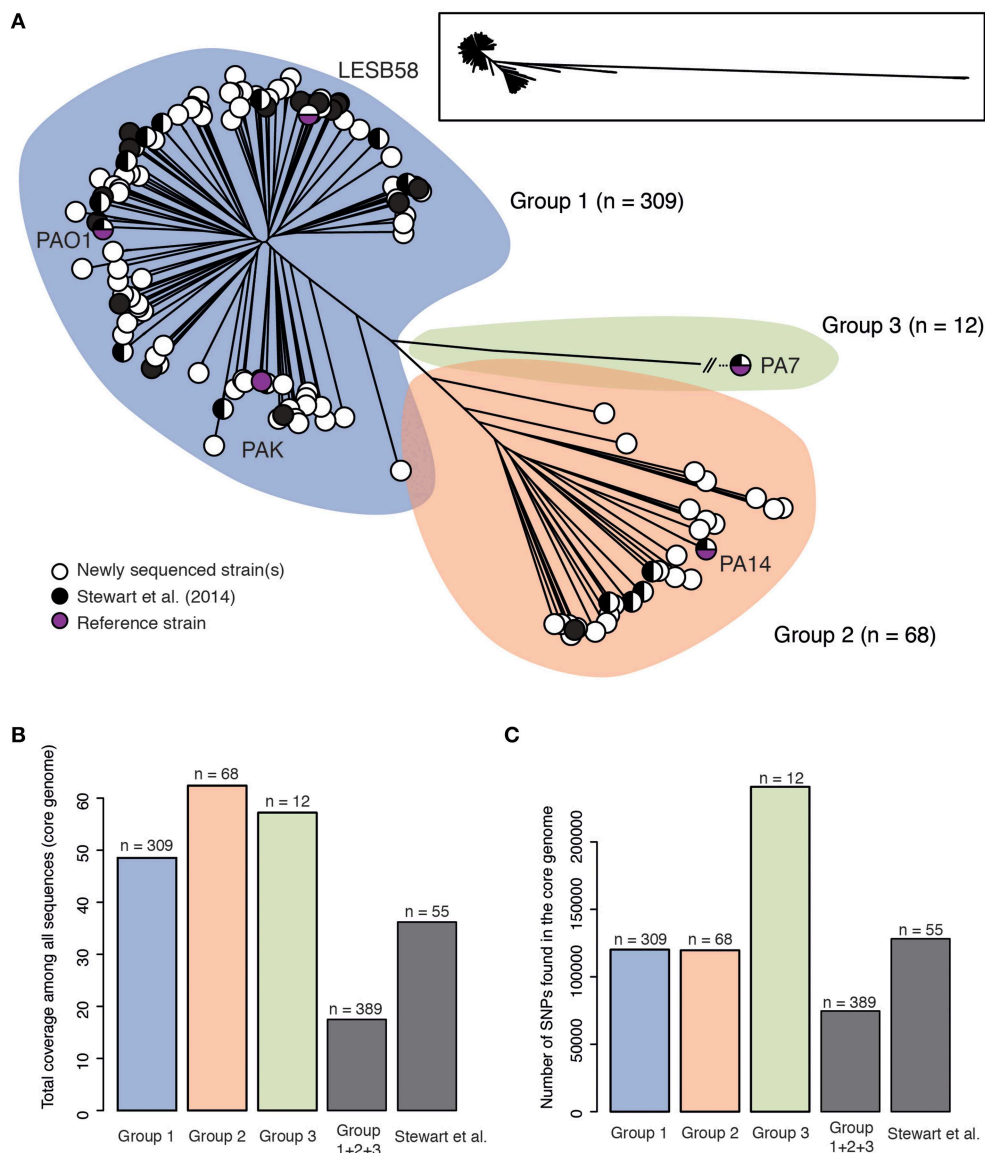 A
LESB58
Group 1 (n = 309)
PAO1
Group 3 (n = 12)
PA7
PAK
PA14
Newly sequenced strain(s)
Stewart et al. (2014)
Reference strain
Group 2 (n = 68)
B
Total coverage among all sequences (core genome)
0
10
20
30
40
50
60
n = 309
n = 68
n = 12
n = 389
n = 55
Group 1
Group 2
Group 3
Group
1+2+3
Stewart et al.
C
Number of SNPs found in the core genome
0
50000
100000
150000
200000
n = 309
n = 68
n = 12
n = 389
n = 55
Group 1
Group 2
Group 3
Group
1+2+3
Stewart et al.